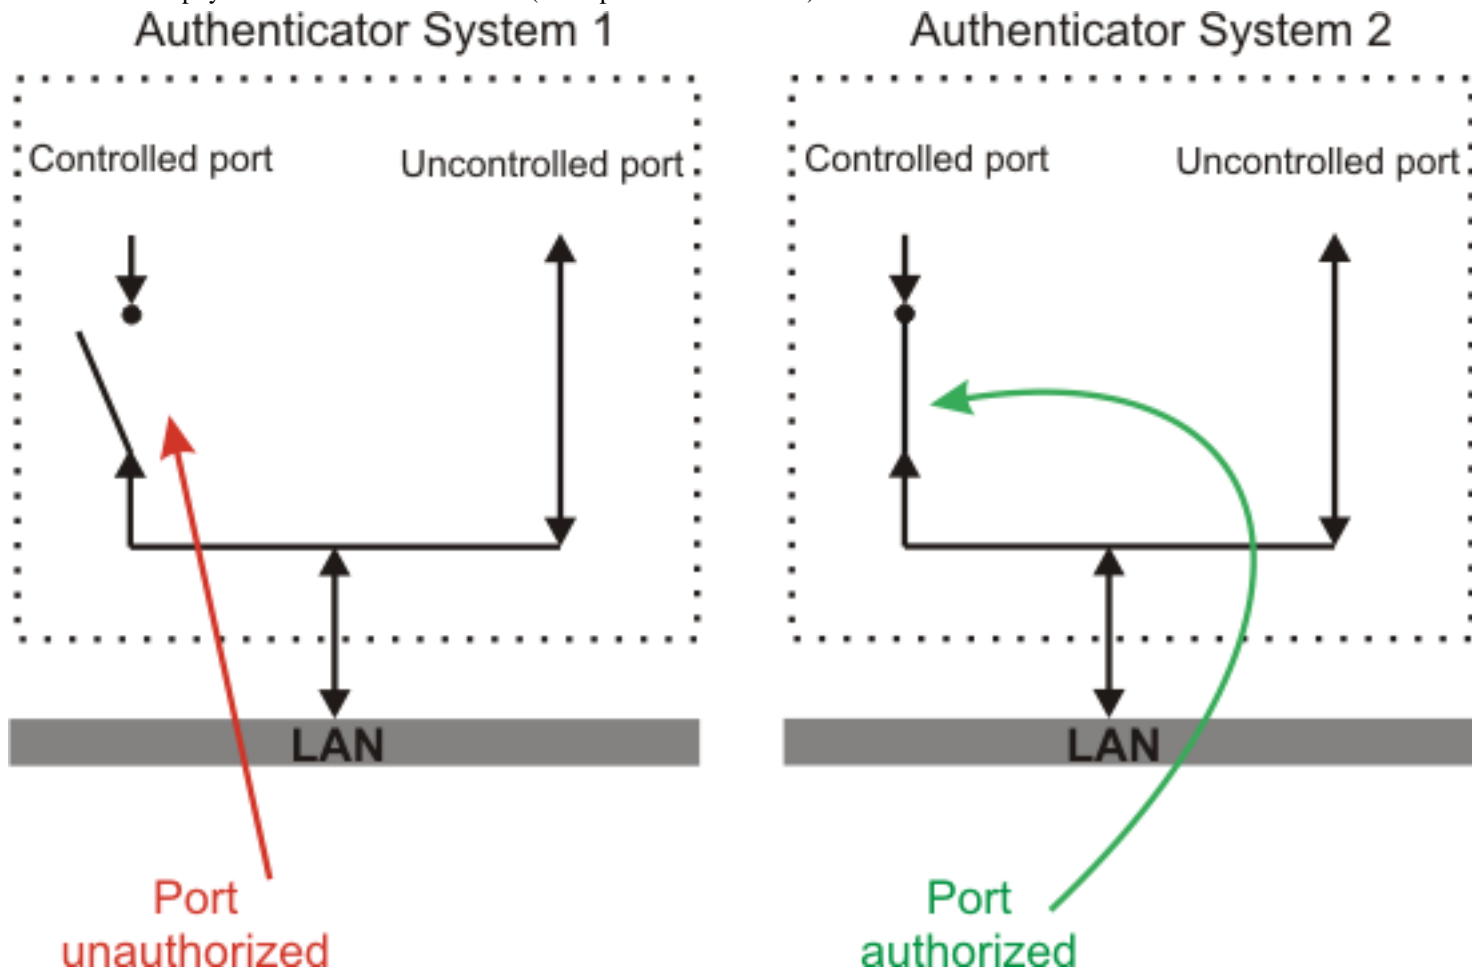 Authenticator System 1
Authenticator System 2
Controlled port
Uncontrolled port
Controlled port
Uncontrolled port
LAN
LAN
Port
unauthorized
Port
authorized